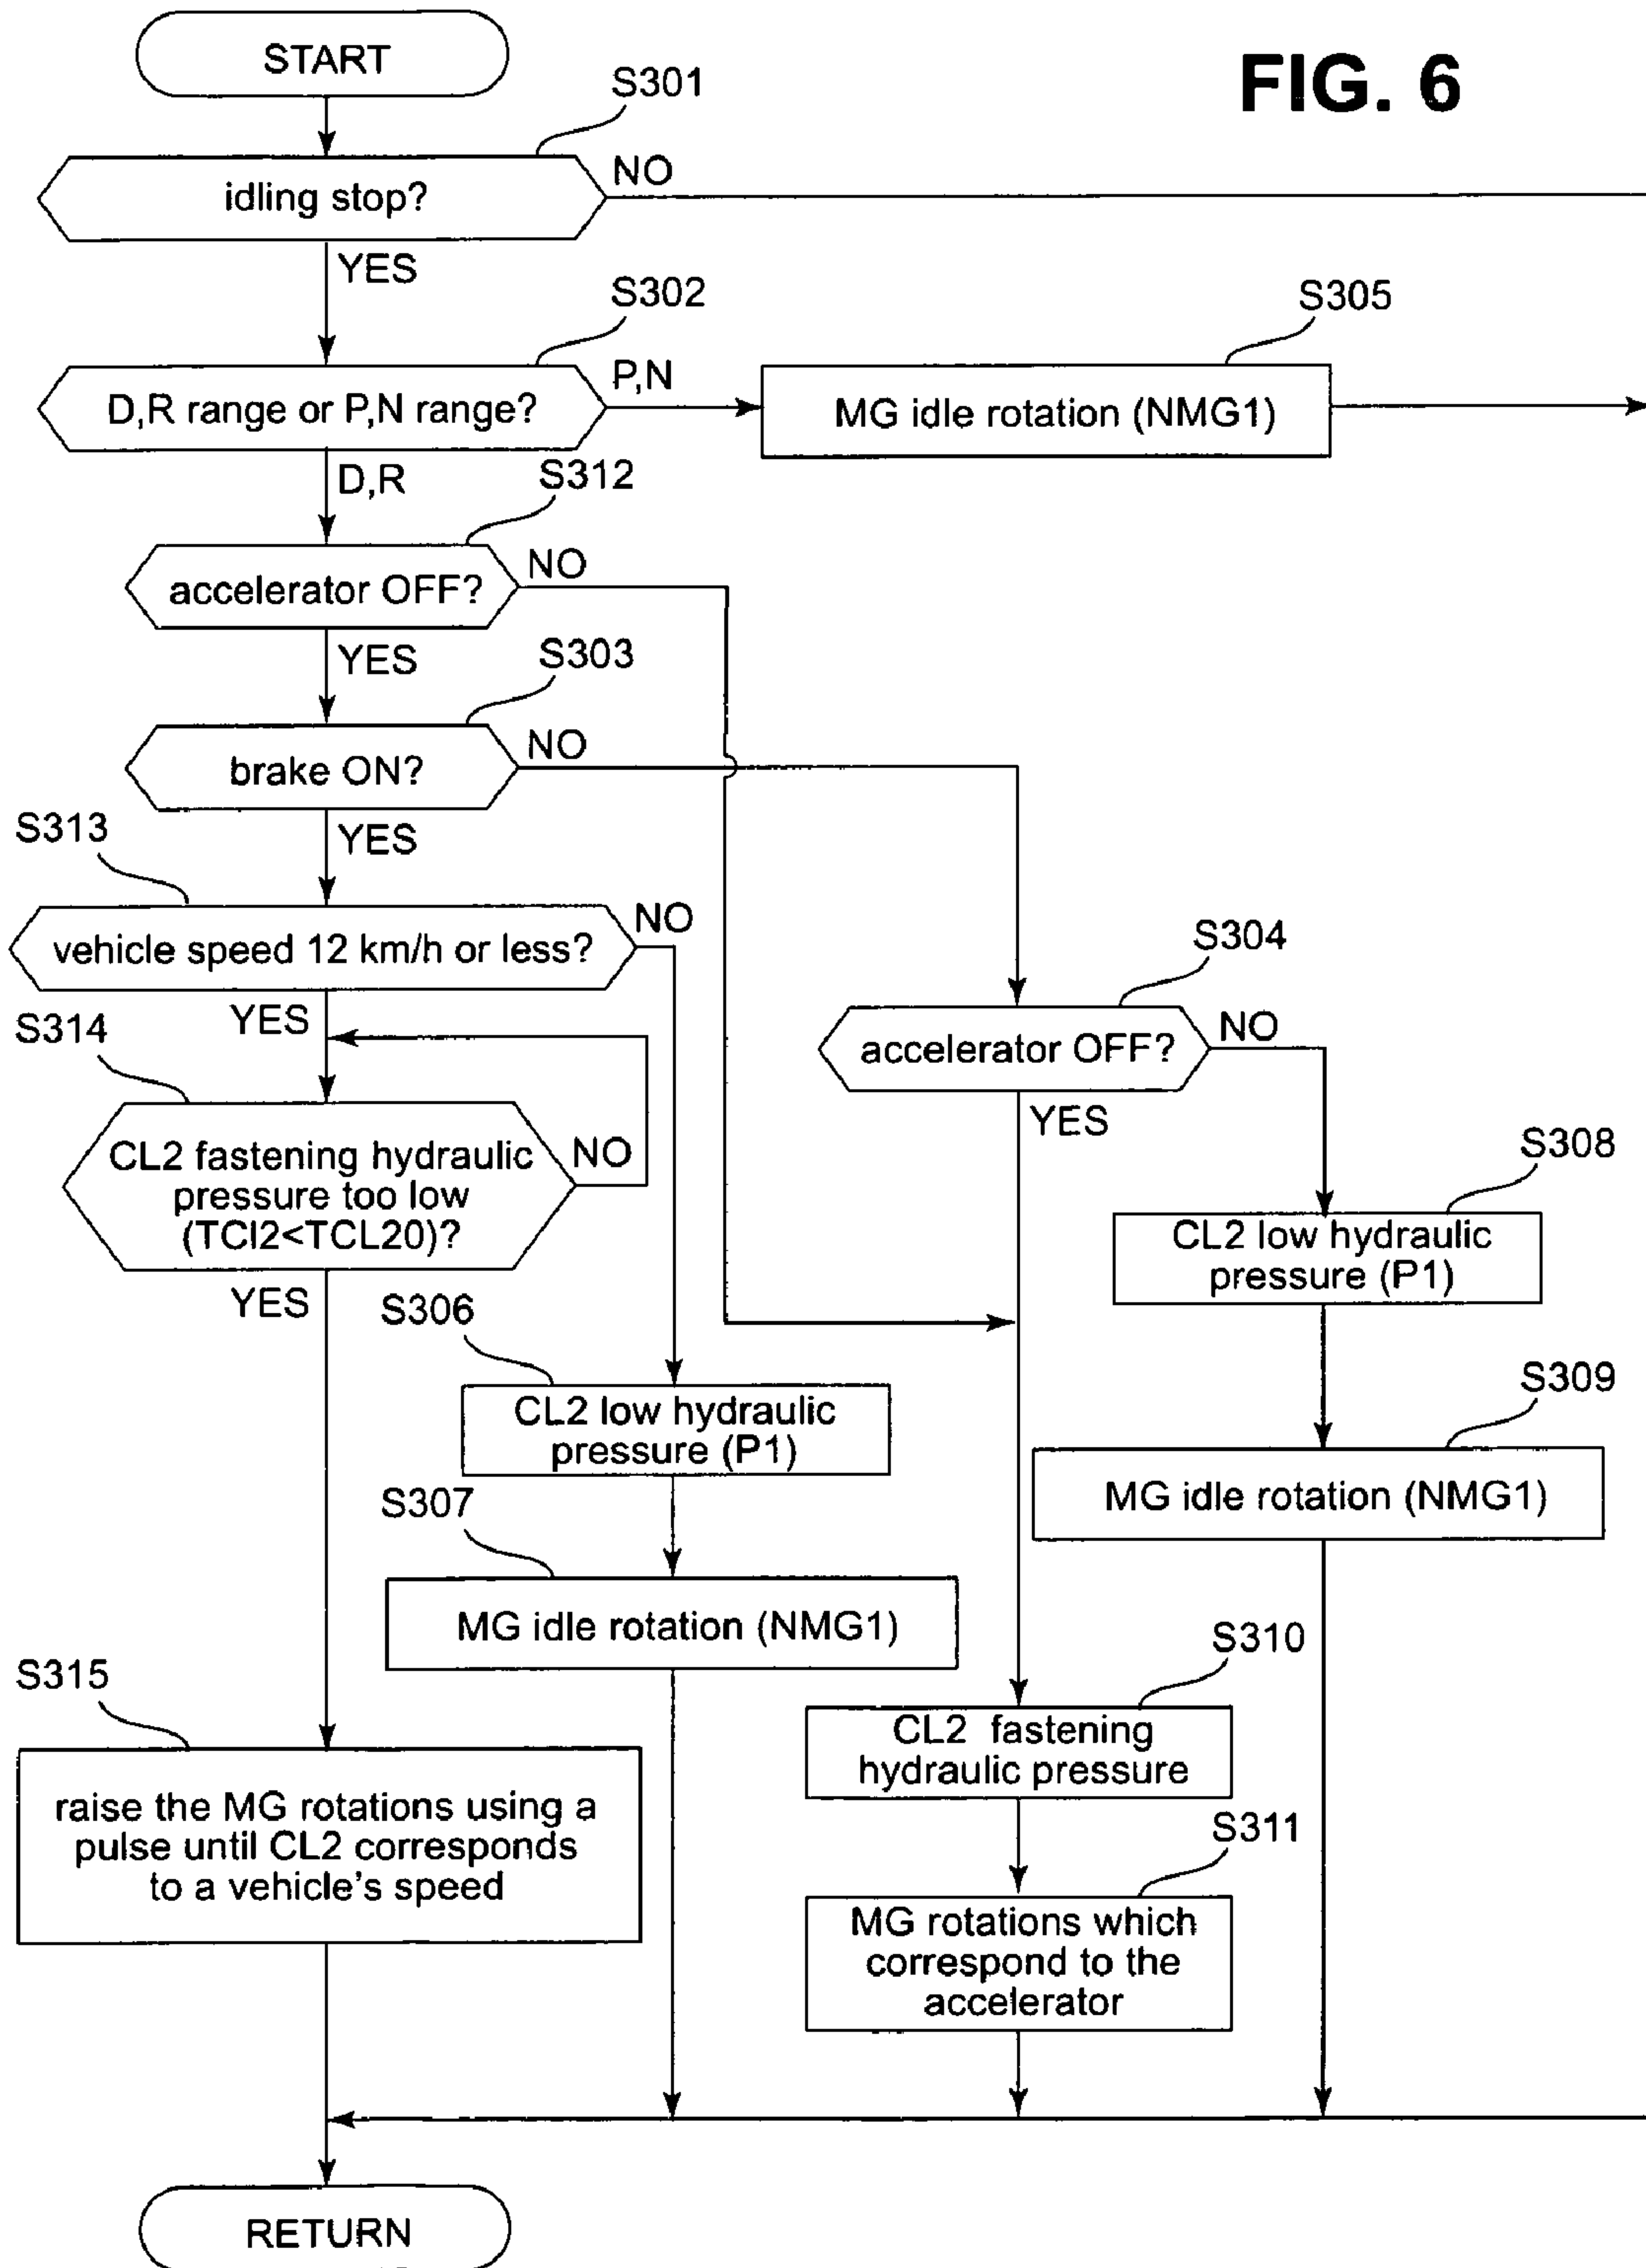 FIG. 6
START
S301
idling stop?
NO
YES
S302
D,R range or P,N range?
P,N
S305
MG idle rotation (NMG1)
D,R
S312
accelerator OFF?
NO
YES
S303
brake ON?
NO
YES
S313
vehicle speed 12 km/h or less?
NO
YES
S304
accelerator OFF?
NO
YES
S314
CL2 fastening hydraulic
pressure too low
(TCl2<TCL20)?
NO
YES
S308
CL2 low hydraulic
pressure (P1)
S306
CL2 low hydraulic
pressure (P1)
S309
MG idle rotation (NMG1)
S307
MG idle rotation (NMG1)
S310
CL2 fastening
hydraulic pressure
S315
raise the MG rotations using a
pulse until CL2 corresponds
to a vehicle's speed
S311
MG rotations which
correspond to the
accelerator
RETURN